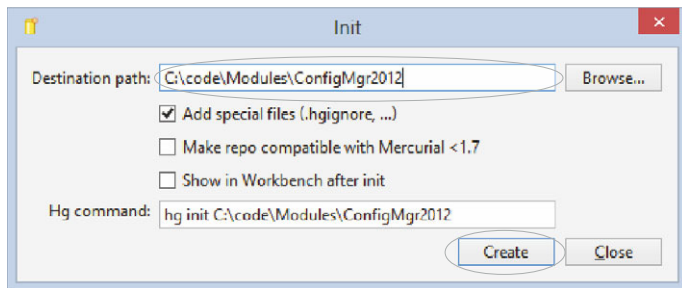 Init
Destination path: C:\code\Modules\ConfigMgr2012 Browse...
Add special files (.hgignore, ...)
Make repo compatible with Mercurial <1.7
Show in Workbench after init
Hg command: hg init C:\code\Modules\ConfigMgr2012
Create Close